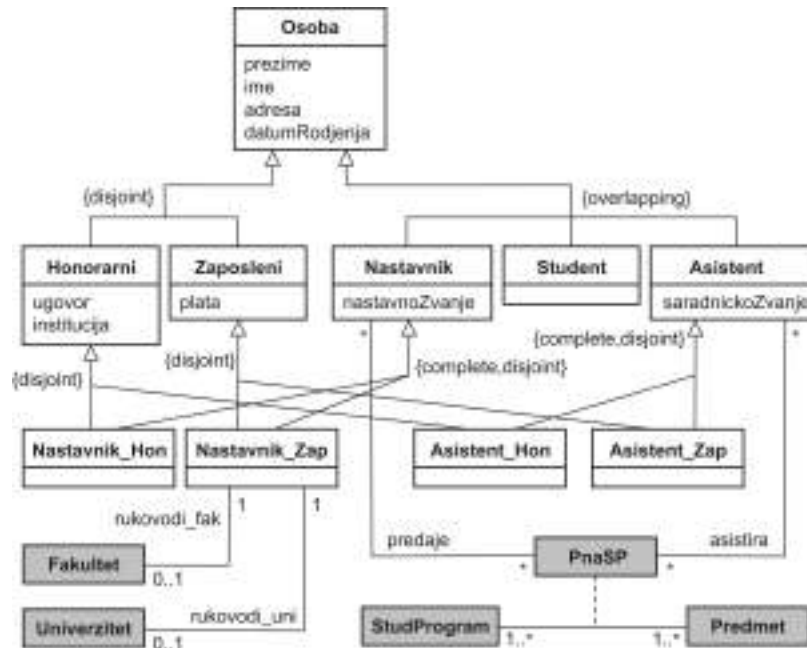 Osoba
prezime
ime
adresa
datumRodjenja
{disjoint}
{overlapping}
Honorarni
ugovor
institucija
Zaposleni
plata
Nastavnik
nastavnoZvanje
Student
Asistent
saradnickoZvanje
*
*
{disjoint}
{disjoint}
{complete,disjoint}
{complete,disjoint}
Nastavnik_Hon
Nastavnik_Zap
Asistent_Hon
Asistent_Zap
rukovodi_fak
1
1
predaje
asistira
Fakultet
0..1
*
PnaSP
*
rukovodi_uni
Univerzitet
0..1
StudProgram
1..*
1..*
Predmet